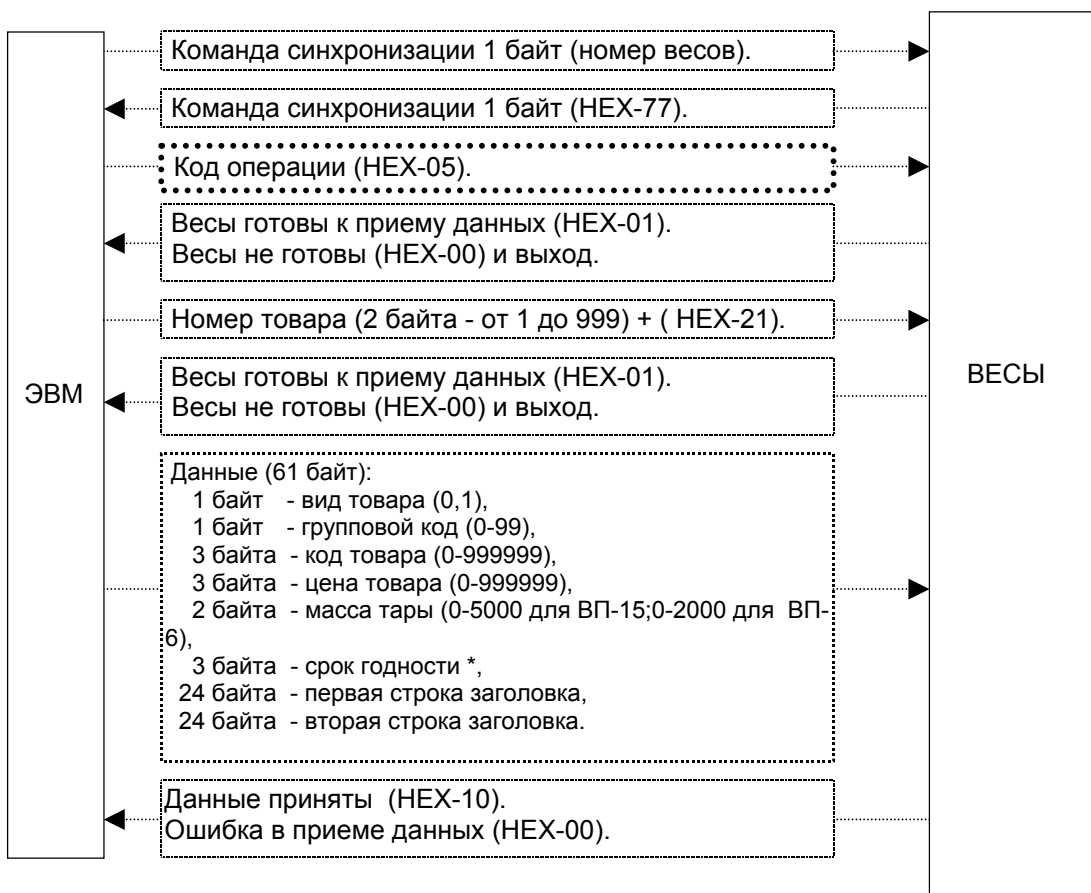 Команда синхронизации 1 байт (номер весов).
Команда синхронизации 1 байт (HEX-77).
Код операции (HEX-05).
Весы готовы к приему данных (HEX-01).
Весы не готовы (HEX-00) и выход.
Номер товара (2 байта - от 1 до 999) + ( HEX-21).
ЭВМ
Весы готовы к приему данных (HEX-01).
Весы не готовы (HEX-00) и выход.
ВЕСЫ
Данные (61 байт):
1 байт - вид товара (0,1),
1 байт - групповой код (0-99),
3 байта - код товара (0-999999),
3 байта - цена товара (0-999999),
2 байта - масса тары (0-5000 для ВП-15;0-2000 для ВП-
6),
3 байта - срок годности *,
24 байта - первая строка заголовка,
24 байта - вторая строка заголовка.
Данные приняты (HEX-10).
Ошибка в приеме данных (HEX-00).